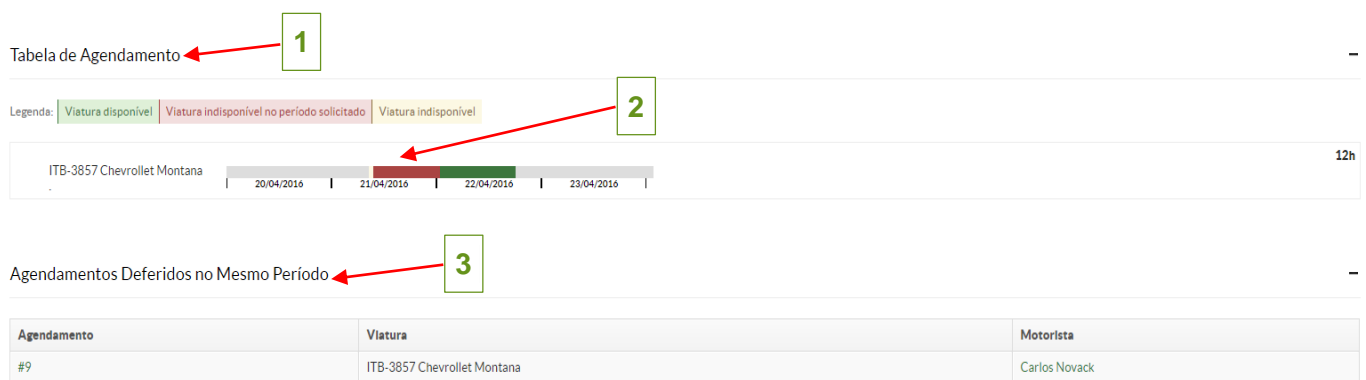 1
Tabela de Agendamento
2
Legenda: Viatura disponível Viatura indisponível no período solicitado Viatura indisponível
12h
ITB-3857 Chevrollet Montana
20/04/2016 21/04/2016 22/04/2016 23/04/2016
3
Agendamentos Deferidos no Mesmo Período
Agendamento Viatura Motorista
#9 ITB-3857 Chevrollet Montana Carlos Novack